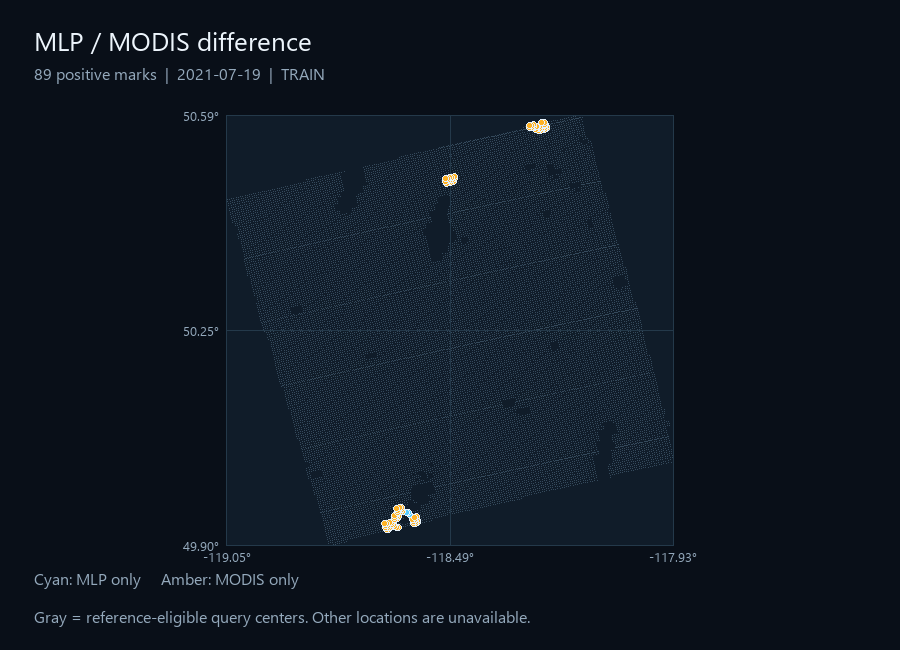 MLP / MODIS difference
89 positive marks | 2021-07-19 | TRAIN
50.59°
50.25°
49.90°
-119.05° -118.49° -117.93°
Cyan: MLP only Amber: MODIS only
Gray = reference-eligible query centers. Other locations are unavailable.